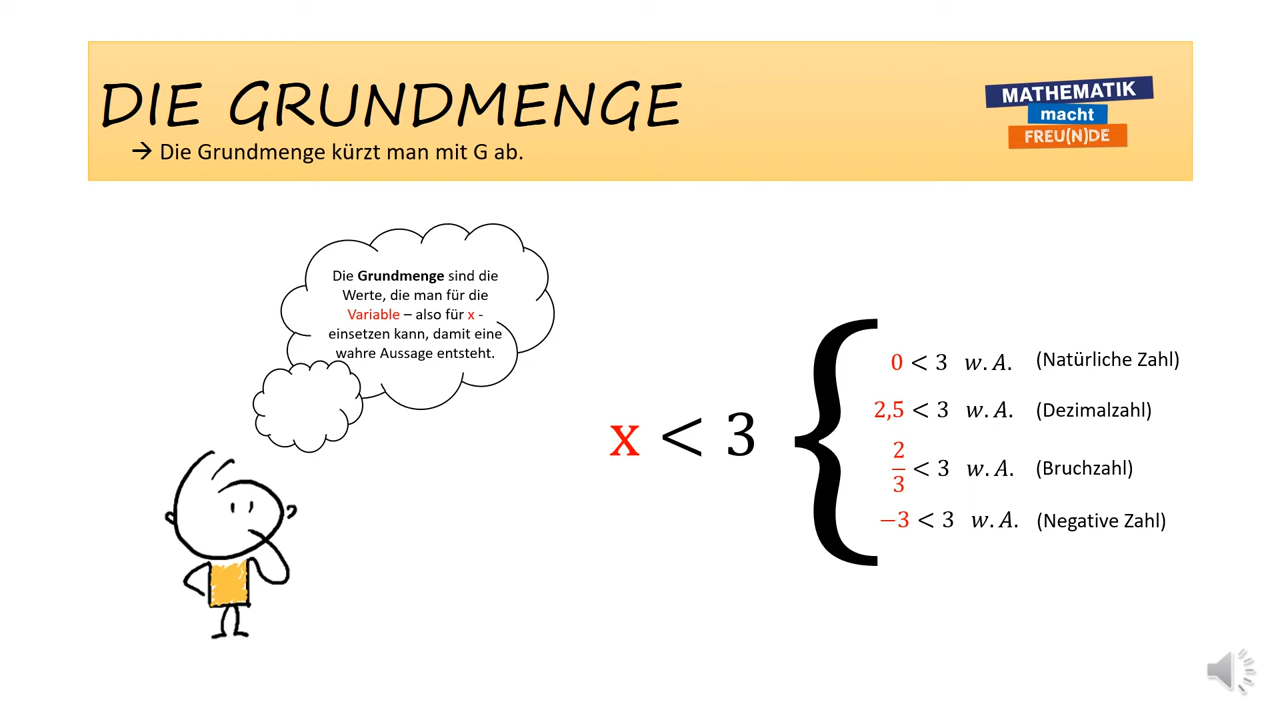 DIE GRUNDMENGE
→ Die Grundmenge kürzt man mit G ab.
MATHEMATIK
macht
FREU(N)DE
Die Grundmenge sind die
Werte, die man für die
Variable – also für x -
einsetzen kann, damit eine
wahre Aussage entsteht.
x < 3
0 < 3 w. A. (Natürliche Zahl)
2,5 < 3 w. A. (Dezimalzahl)
2/3 < 3 w. A. (Bruchzahl)
−3 < 3 w. A. (Negative Zahl)